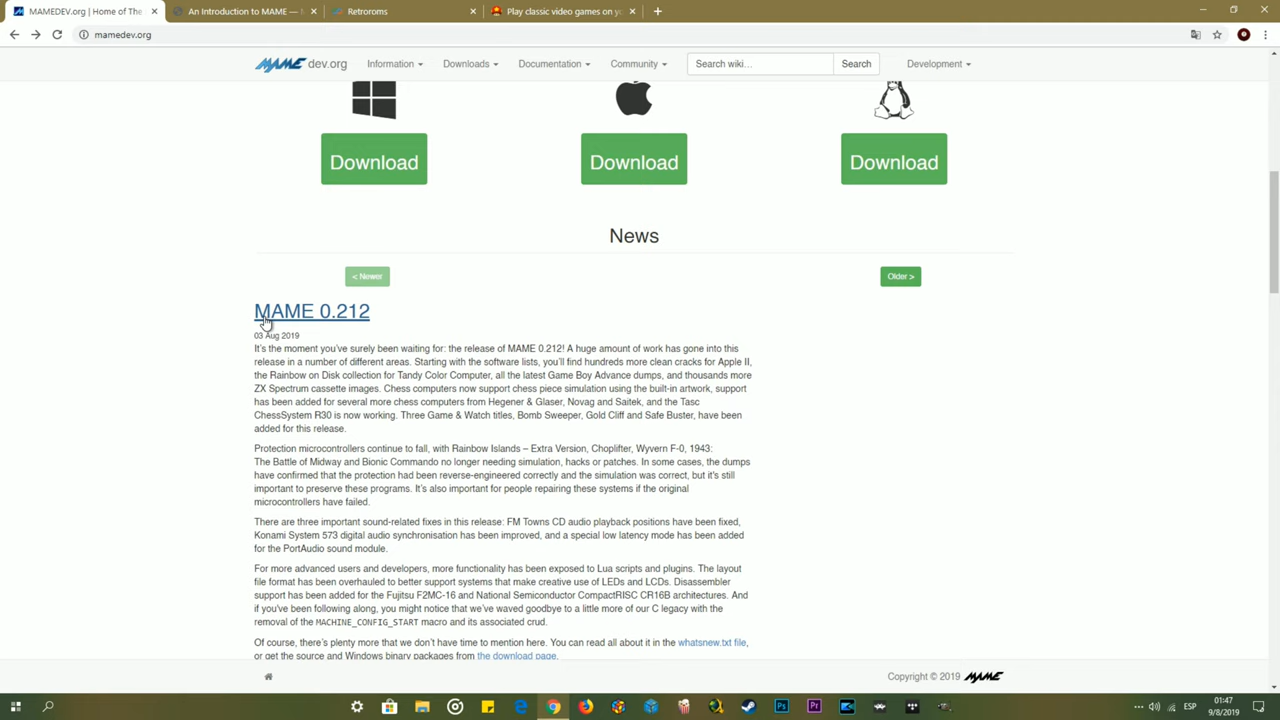 MAMEDEV.org | Home of The
An Introduction to MAME —
Retroroms
Play classic video games on yo
mamedev.org
MAME dev.org
Information
Downloads
Documentation
Community
Search wiki...
Search
Development
Download
Download
Download
News
< Newer
Older >
MAME 0.212
03 Aug 2019
It's the moment you've surely been waiting for: the release of MAME 0.212! A huge amount of work has gone into this
release in a number of different areas. Starting with the software lists, you'll find hundreds more clean cracks for Apple II,
the Rainbow on Disk collection for Tandy Color Computer, all the latest Game Boy Advance dumps, and thousands more
ZX Spectrum cassette images. Chess computers now support chess piece simulation using the built-in artwork, support
has been added for several more chess computers from Hegener & Glaser, Novag and Saitek, and the Tasc
ChessSystem R30 is now working. Three Game & Watch titles, Bomb Sweeper, Gold Cliff and Safe Buster, have been
added for this release.
Protection microcontrollers continue to fall, with Rainbow Islands – Extra Version, Choplifter, Wyvern F-0, 1943:
The Battle of Midway and Bionic Commando no longer needing simulation, hacks or patches. In some cases, the dumps
have confirmed that the protection had been reverse-engineered correctly and the simulation was correct, but it's still
important to preserve these programs. It's also important for people repairing these systems if the original
microcontrollers have failed.
There are three important sound-related fixes in this release: FM Towns CD audio playback positions have been fixed,
Konami System 573 digital audio synchronisation has been improved, and a special low latency mode has been added
for the PortAudio sound module.
For more advanced users and developers, more functionality has been exposed to Lua scripts and plugins. The layout
file format has been overhauled to better support systems that make creative use of LEDs and LCDs. Disassembler
support has been added for the Fujitsu F2MC-16 and National Semiconductor CompactRISC CR16B architectures. And
if you've been following along, you might notice that we've waved goodbye to a little more of our C legacy with the
removal of the MACHINE_CONFIG_START macro and its associated crud.
Of course, there's plenty more that we don't have time to mention here. You can read all about it in the whatsnew.txt file,
or get the source and Windows binary packages from the download page.
Copyright © 2019 MAME
ESP
01:47
9/8/2019